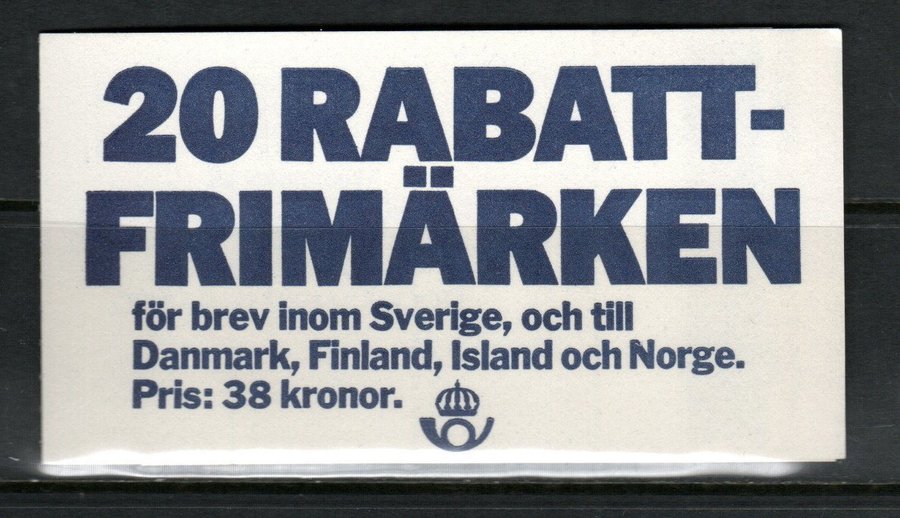 20 RABATT-
FRIMÄRKEN
för brev inom Sverige, och till
Danmark, Finland, Island och Norge.
Pris: 38 kronor.